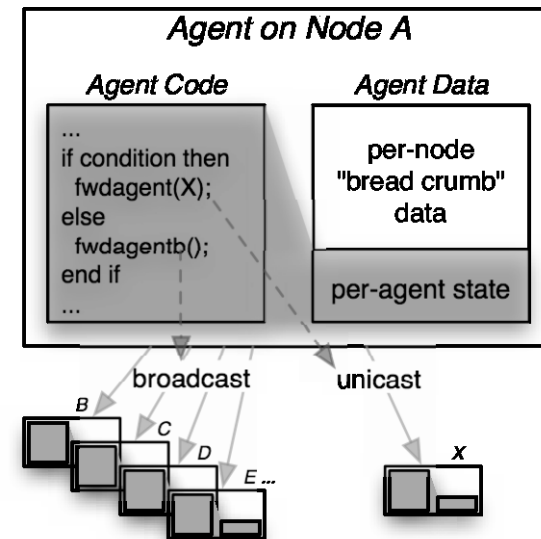 Agent on Node A
Agent Code
...
if condition then
fwdagent(X);
else
fwdagentb();
end if
...
Agent Data
per-node
"bread crumb"
data
per-agent state
broadcast
unicast
B
C
D
E ...
X